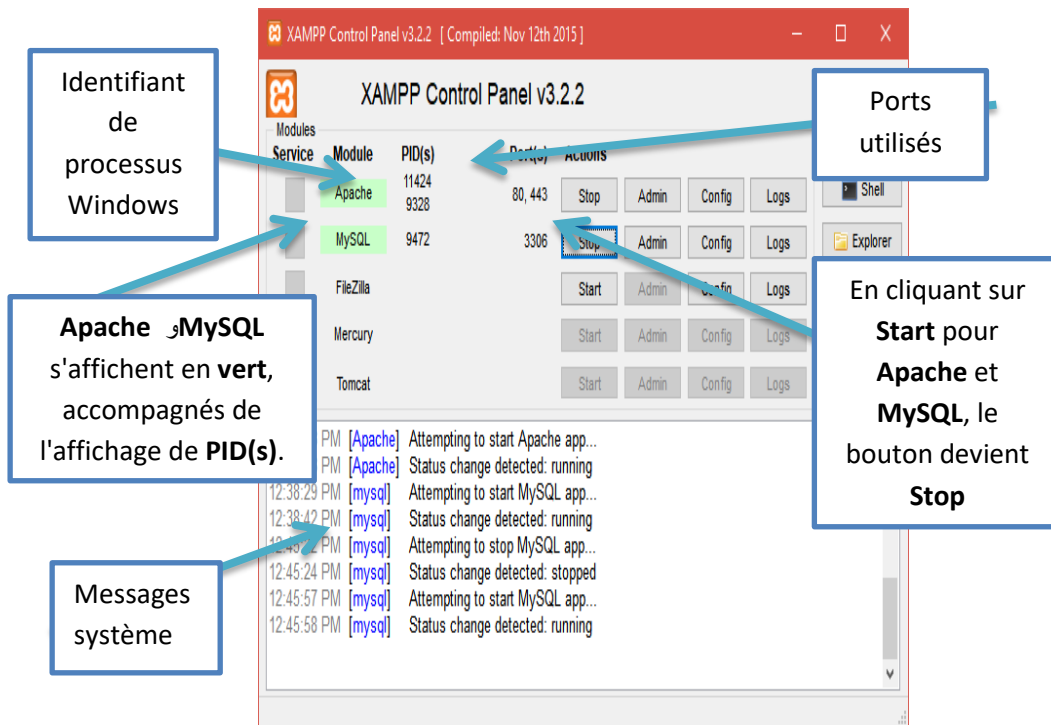 XAMPP Control Panel v3.2.2 [ Compiled: Nov 12th 2015 ]
XAMPP Control Panel v3.2.2
Modules
Service Module PID(s) Port(s) Actions
Apache 11424 9328 80, 443 Stop Admin Config Logs Shell
MySQL 9472 3306 Stop Admin Config Logs Explorer
FileZilla Start Admin Config Logs
Mercury Start Admin Config Logs
Tomcat Start Admin Config Logs
PM [Apache] Attempting to start Apache app...
PM [Apache] Status change detected: running
12:38:29 PM [mysql] Attempting to start MySQL app...
12:38:42 PM [mysql] Status change detected: running
PM [mysql] Attempting to stop MySQL app...
12:45:24 PM [mysql] Status change detected: stopped
12:45:57 PM [mysql] Attempting to start MySQL app...
12:45:58 PM [mysql] Status change detected: running
Identifiant
de
processus
Windows
Ports
utilisés
Apache و MySQL
s'affichent en vert,
accompagnés de
l'affichage de PID(s).
En cliquant sur
Start pour
Apache et
MySQL, le
bouton devient
Stop
Messages
système